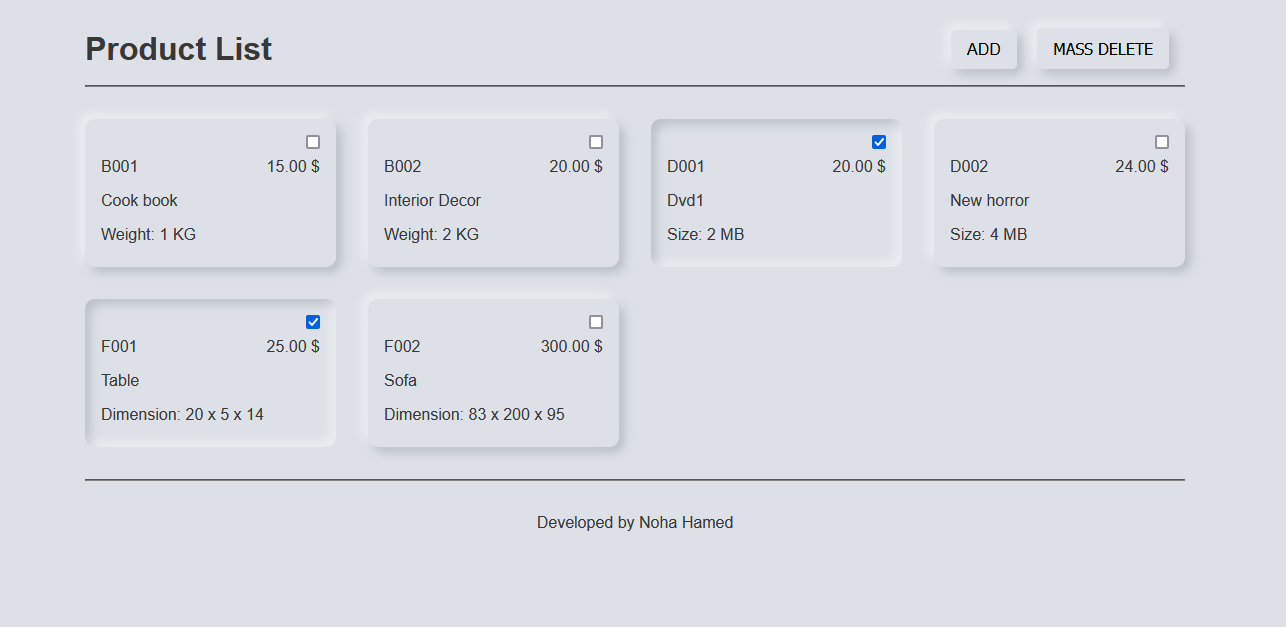 Product List
ADD
MASS DELETE
B001 15.00 $
Cook book
Weight: 1 KG
B002 20.00 $
Interior Decor
Weight: 2 KG
D001 20.00 $
Dvd1
Size: 2 MB
D002 24.00 $
New horror
Size: 4 MB
F001 25.00 $
Table
Dimension: 20 x 5 x 14
F002 300.00 $
Sofa
Dimension: 83 x 200 x 95
Developed by Noha Hamed